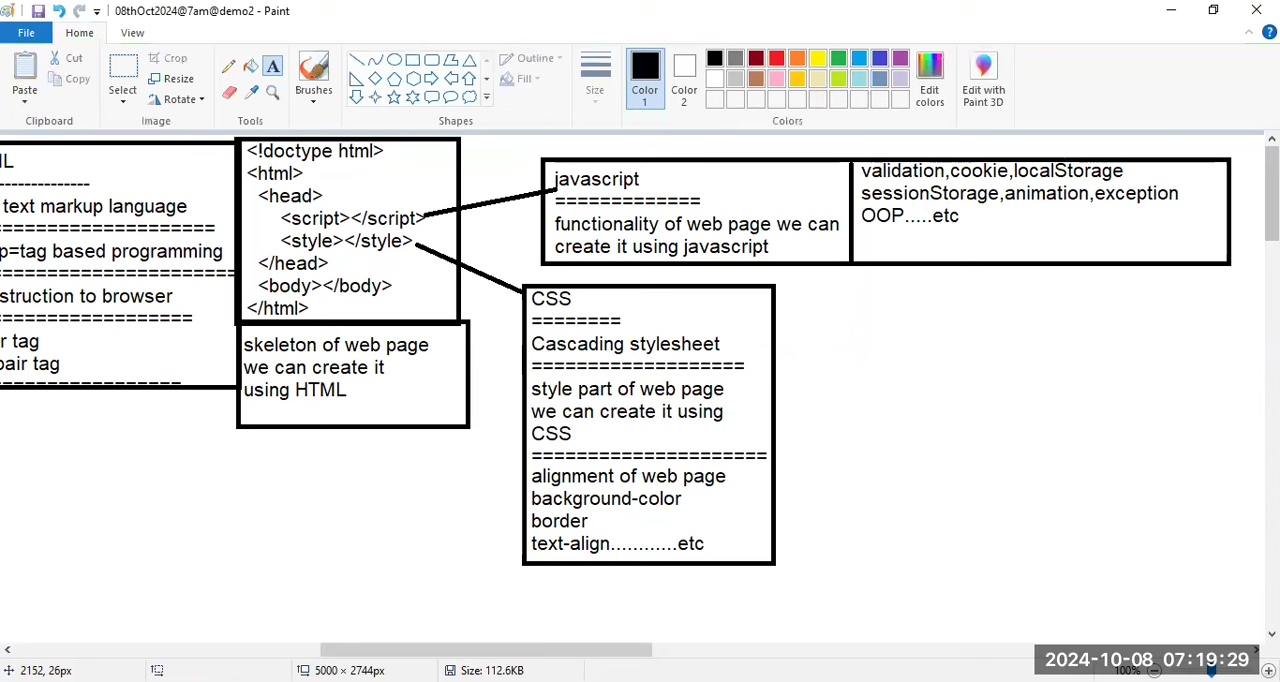 08thOct2024@7am@demo2 - Paint
File
Home
View
Paste
Cut
Copy
Clipboard
Select
Crop
Resize
Rotate
Image
A
Tools
Brushes
Shapes
Outline
Fill
Size
Color 1
Color 2
Edit colors
Colors
Edit with Paint 3D
ML
---------------
text markup language
===================
p=tag based programming
=====================
struction to browser
=================
r tag
pair tag
================
<!doctype html>
<html>
<head>
<script></script>
<style></style>
</head>
<body></body>
</html>
skeleton of web page
we can create it
using HTML
javascript
=============
functionality of web page we can
create it using javascript
validation,cookie,localStorage
sessionStorage,animation,exception
OOP.....etc
CSS
========
Cascading stylesheet
===================
style part of web page
we can create it using
CSS
=====================
alignment of web page
background-color
border
text-align............etc
2152, 26px
5000 × 2744px
Size: 112.6KB
100%
2024-10-08 07:19:29